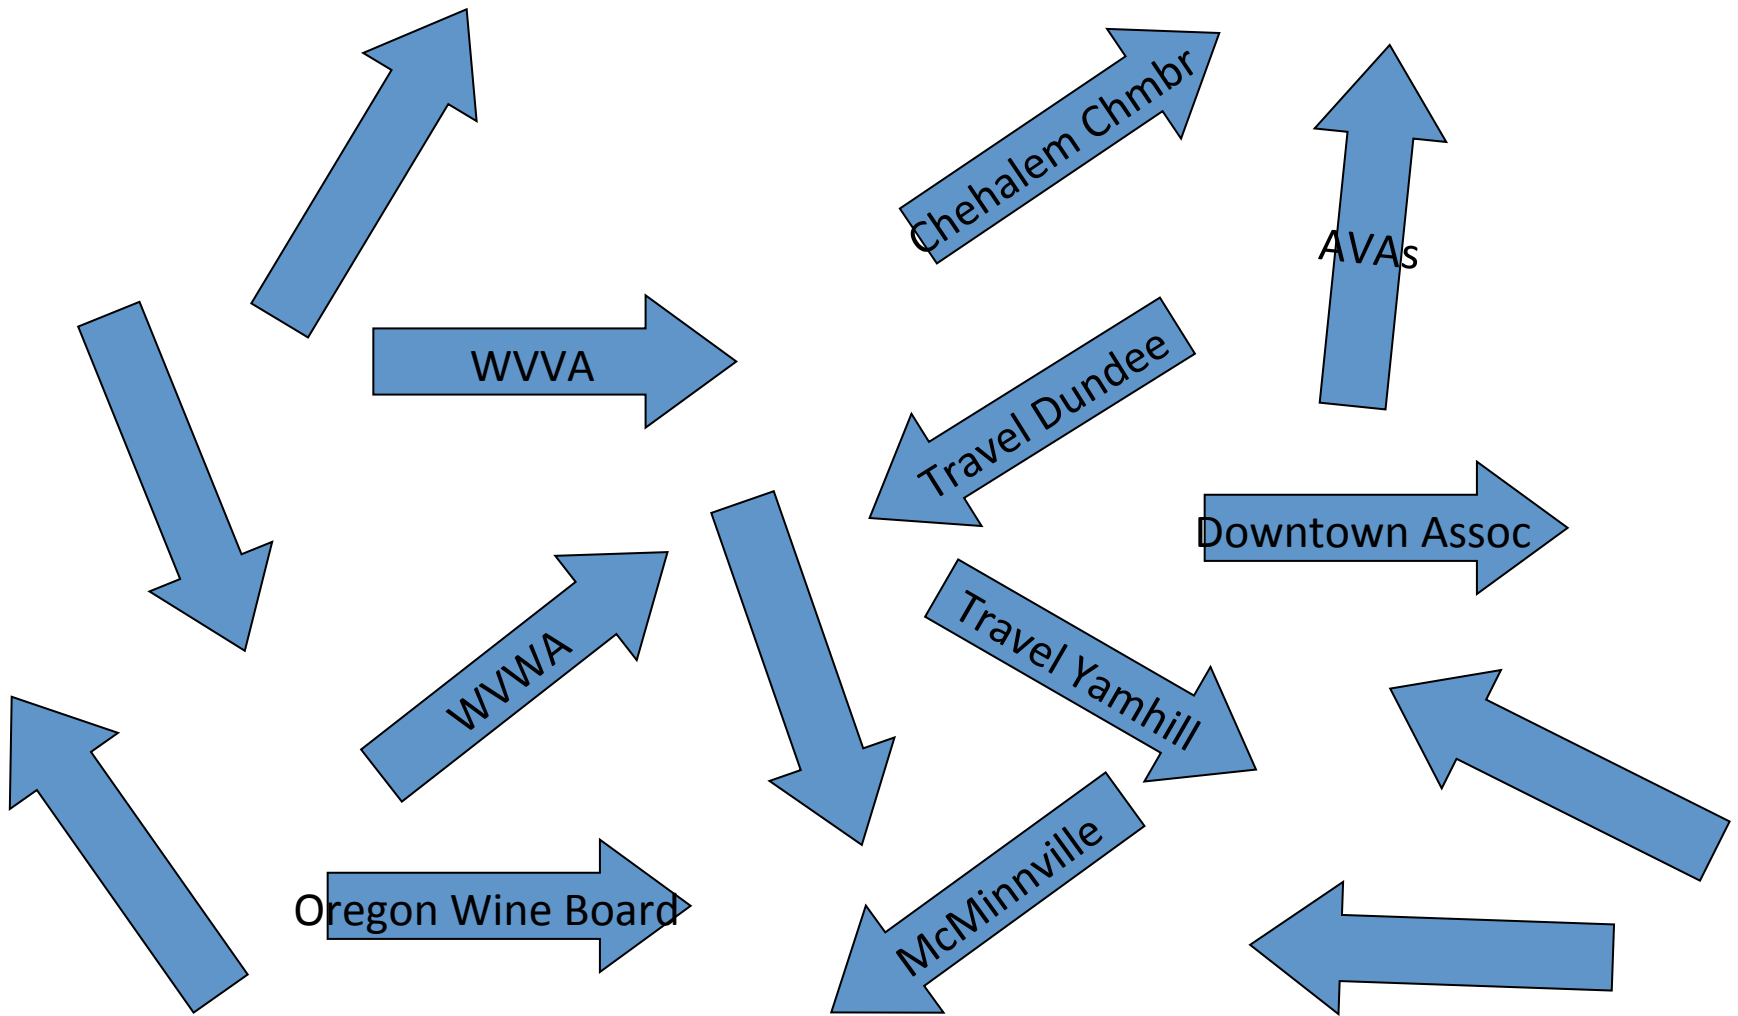 Chehalem Chmbr
AVAs
WVVA
Travel Dundee
Downtown Assoc
WVWA
Travel Yamhill
McMinnville
Oregon Wine Board